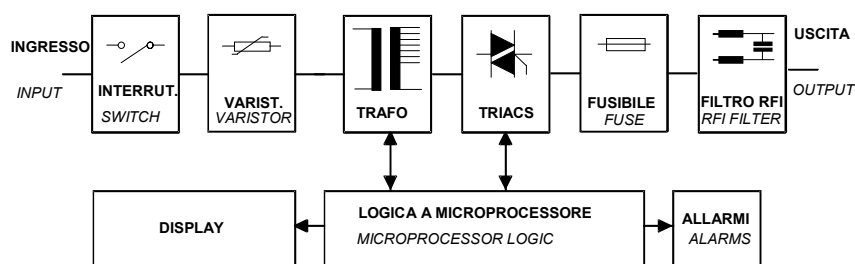 INGRESSO
INPUT
INTERRUT.
SWITCH
VARIST.
VARISTOR
TRAFO
TRIACS
FUSIBILE
FUSE
FILTRO RFI
RFI FILTER
USCITA
OUTPUT
DISPLAY
LOGICA A MICROPROCESSORE
MICROPROCESSOR LOGIC
ALLARMI
ALARMS